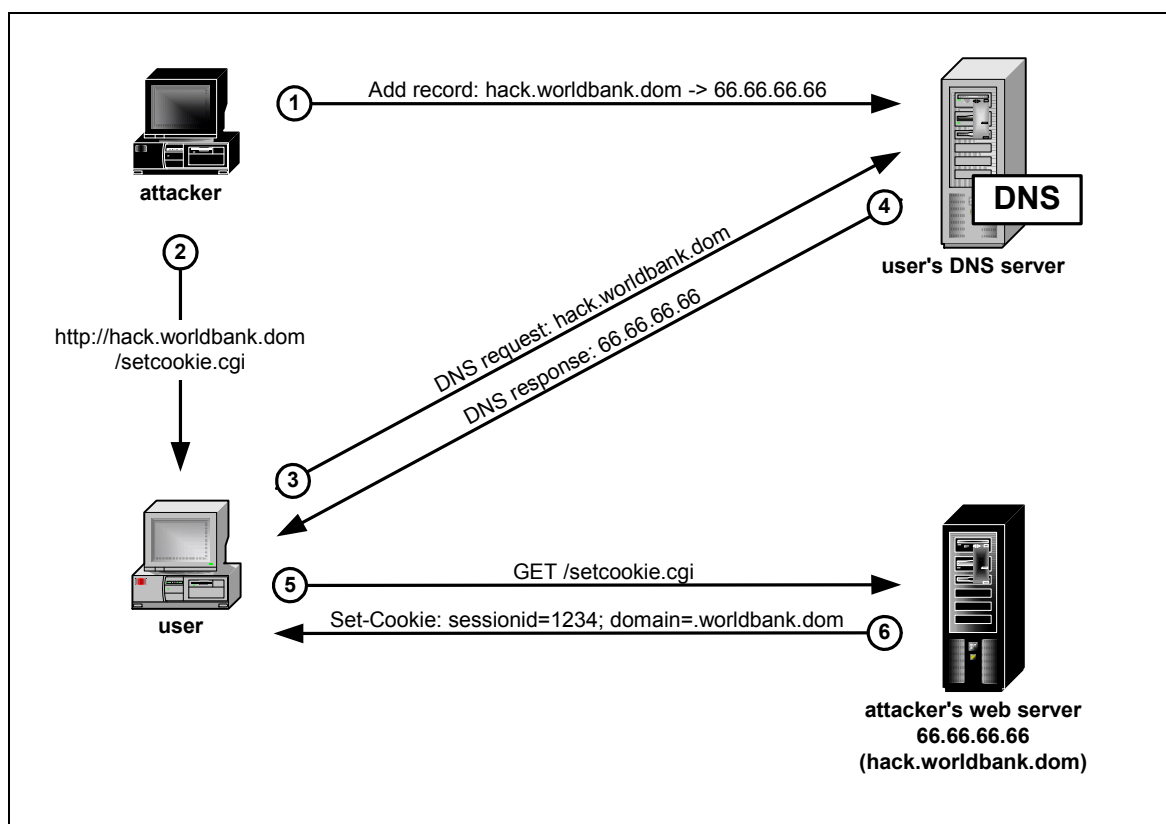 1
Add record: hack.worldbank.dom -> 66.66.66.66
attacker
DNS
user's DNS server
2
http://hack.worldbank.dom
/setcookie.cgi
4
DNS request: hack.worldbank.dom
DNS response: 66.66.66.66
3
5
GET /setcookie.cgi
user
Set-Cookie: sessionid=1234; domain=.worldbank.dom
6
attacker's web server
66.66.66.66
(hack.worldbank.dom)